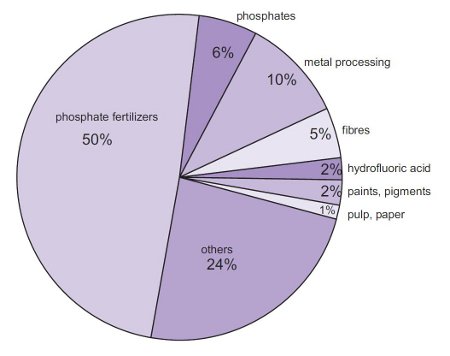 phosphates
6%
metal processing
10%
fibres
5%
hydrofluoric acid
2%
paints, pigments
2%
pulp, paper
1%
others
24%
phosphate fertilizers
50%